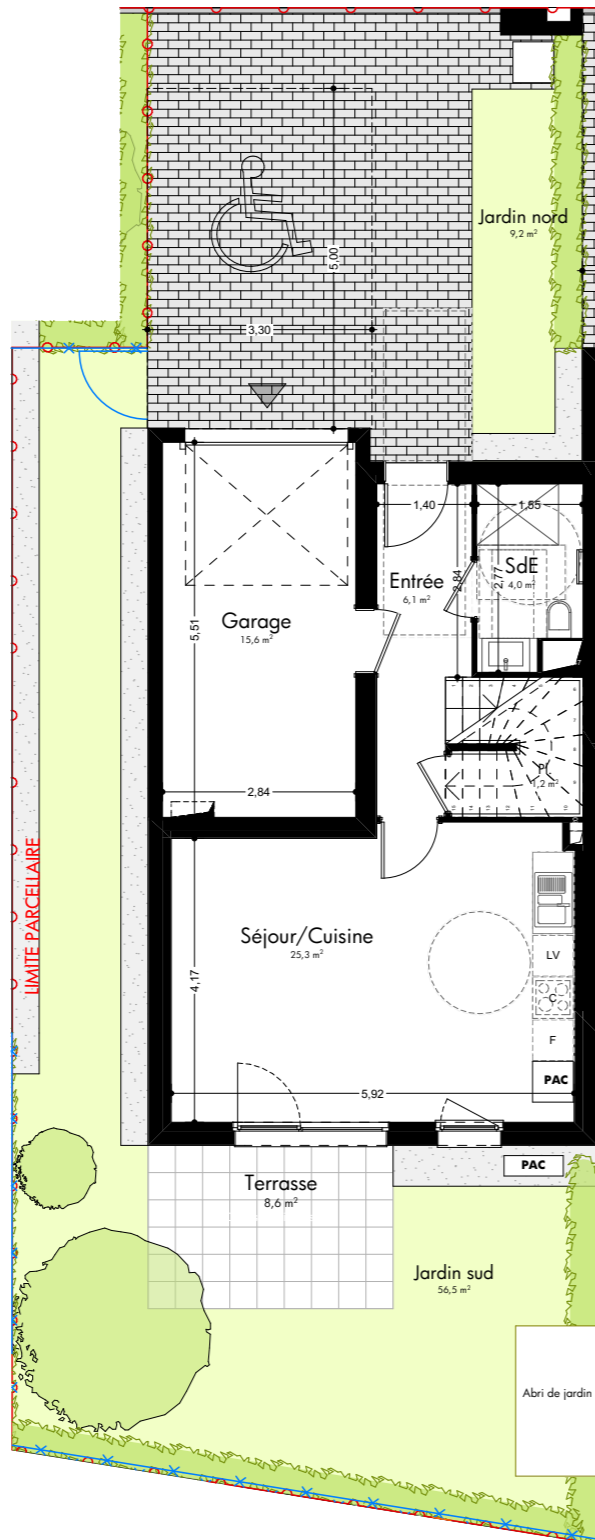 Jardin nord
9,2 m²
5,00
3,30
1,40
1,55
Entrée
6,1 m²
2,84
2,77
SdE
4,0 m²
Garage
15,6 m²
5,51
2,84
Pl.
1,2 m²
LIMITE PARCELLAIRE
Séjour/Cuisine
25,3 m²
4,17
LV
C
F
PAC
5,92
PAC
Terrasse
8,6 m²
Jardin sud
56,5 m²
Abri de jardin